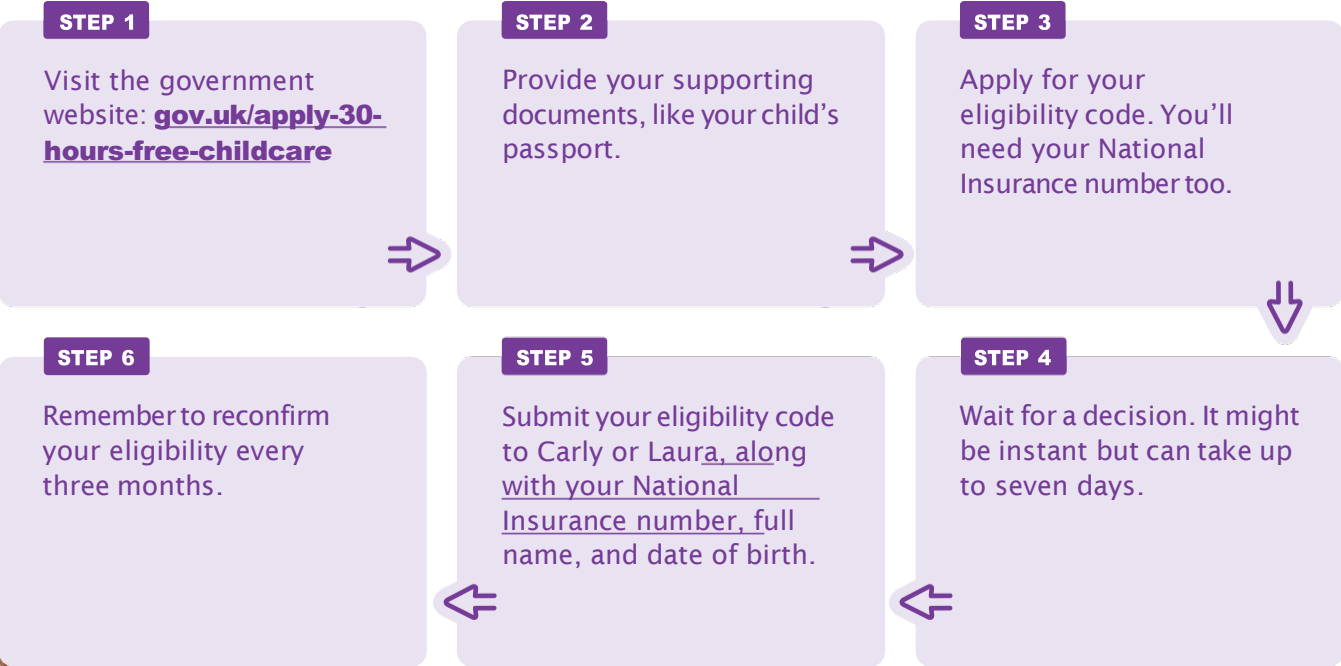 STEP 1
Visit the government
website: gov.uk/apply-30-
hours-free-childcare
STEP 2
Provide your supporting
documents, like your child’s
passport.
STEP 3
Apply for your
eligibility code. You’ll
need your National
Insurance number too.
STEP 4
Wait for a decision. It might
be instant but can take up
to seven days.
STEP 5
Submit your eligibility code
to Carly or Laura, along
with your National
Insurance number, full
name, and date of birth.
STEP 6
Remember to reconfirm
your eligibility every
three months.